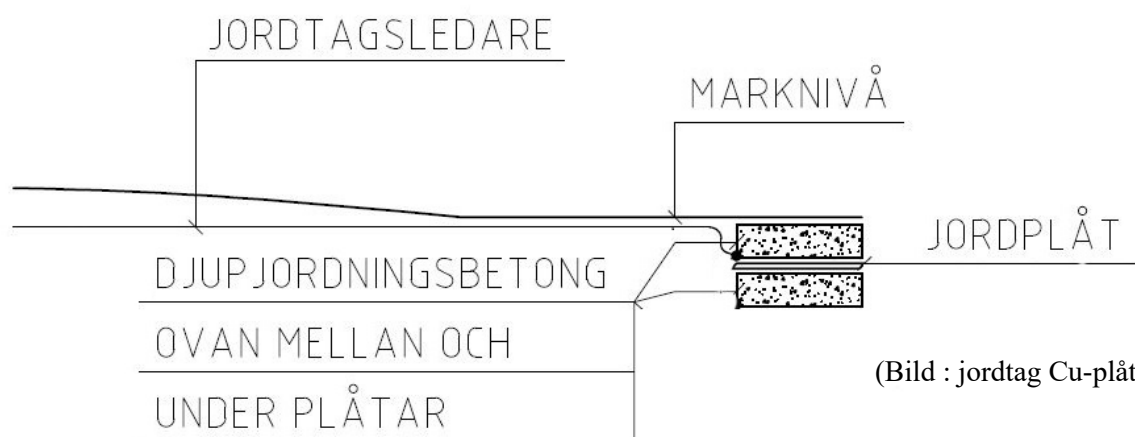 JORDTAGSLEDARE
MARKNIVÅ
JORDPLÅT
DJUPJORDNINGSBETONG
OVAN MELLAN OCH
UNDER PLÅTAR
(Bild : jordtag Cu-plåt